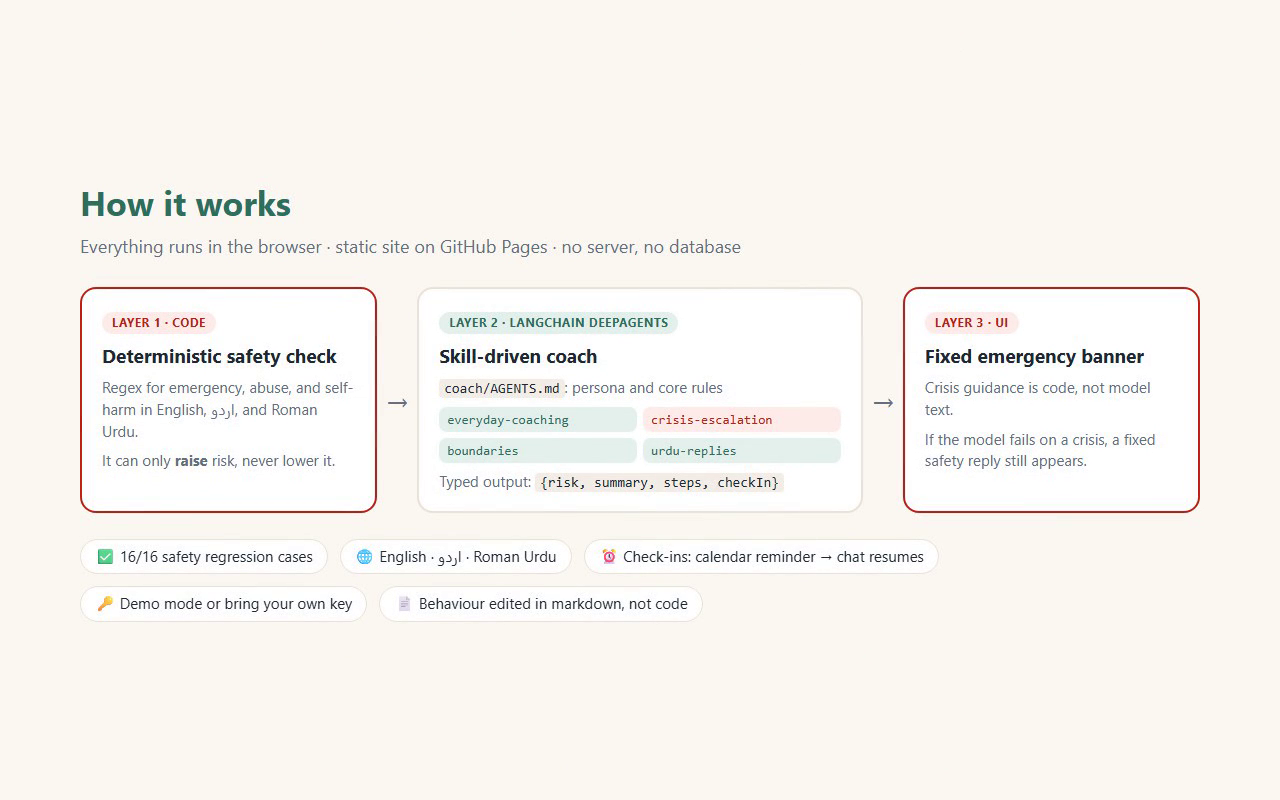 How it works
Everything runs in the browser · static site on GitHub Pages · no server, no database
LAYER 1 · CODE
Deterministic safety check
Regex for emergency, abuse, and self-
harm in English, اردو, and Roman
Urdu.
It can only raise risk, never lower it.
→
LAYER 2 · LANGCHAIN DEEPAGENTS
Skill-driven coach
coach/AGENTS.md: persona and core rules
everyday-coaching
crisis-escalation
boundaries
urdu-replies
Typed output: {risk, summary, steps, checkIn}
→
LAYER 3 · UI
Fixed emergency banner
Crisis guidance is code, not model
text.
If the model fails on a crisis, a fixed
safety reply still appears.
✅ 16/16 safety regression cases
🌐 English · اردو · Roman Urdu
⏰ Check-ins: calendar reminder → chat resumes
🔑 Demo mode or bring your own key
📄 Behaviour edited in markdown, not code